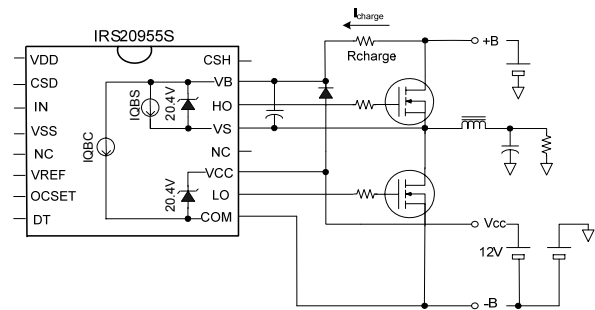 Icharge
IRS20955S
Rcharge
+B
VDD
CSD
IN
VSS
NC
VREF
OCSET
DT
CSH
VB
HO
VS
NC
VCC
LO
COM
IQBS
20.4V
IQBC
20.4V
Vcc
12V
-B